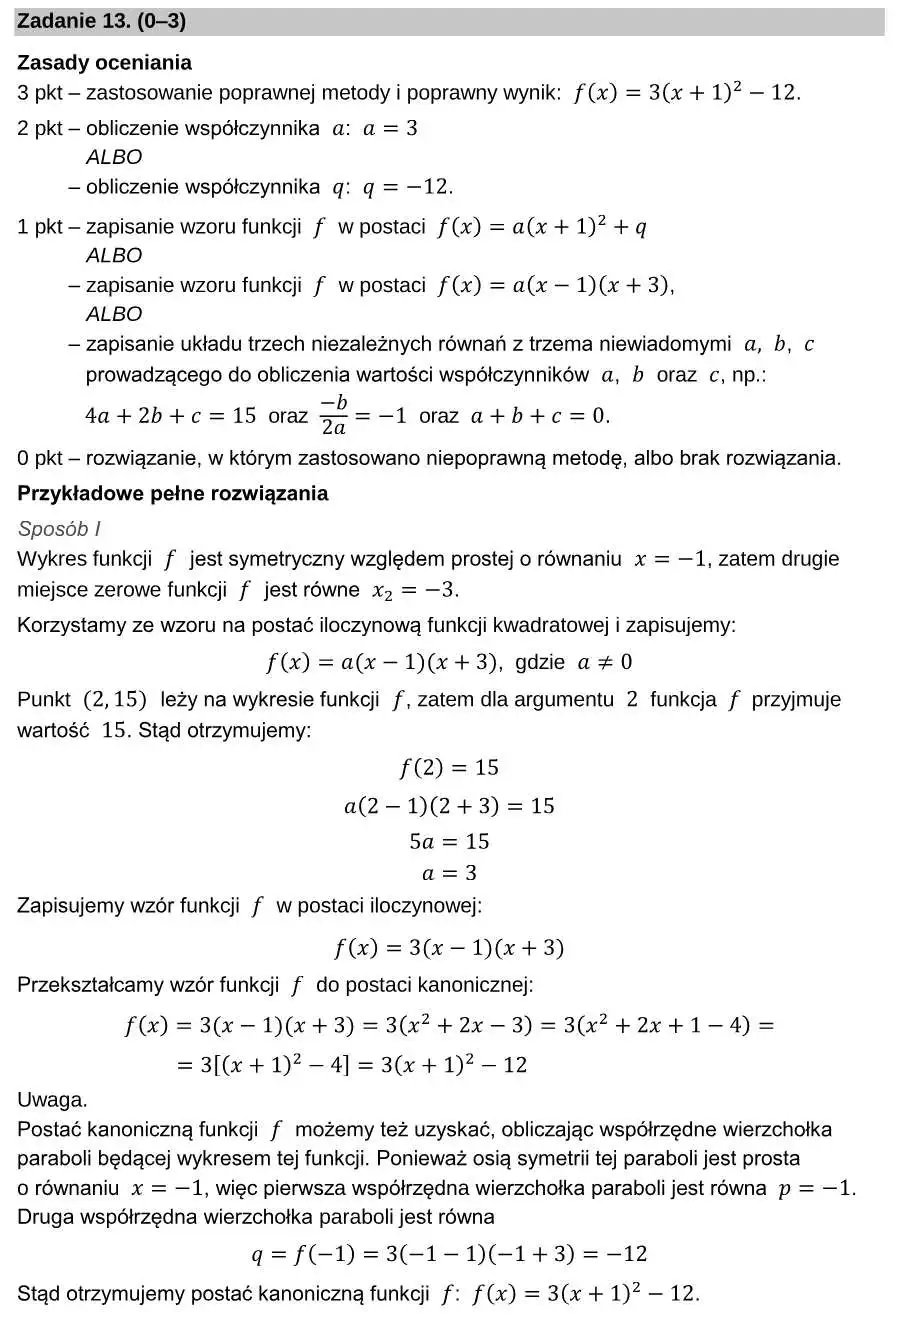 Zadanie 13. (0–3)
Zasady oceniania
3 pkt – zastosowanie poprawnej metody i poprawny wynik: f(x) = 3(x + 1)² − 12.
2 pkt – obliczenie współczynnika a: a = 3
ALBO
– obliczenie współczynnika q: q = −12.
1 pkt – zapisanie wzoru funkcji f w postaci f(x) = a(x + 1)² + q
ALBO
– zapisanie wzoru funkcji f w postaci f(x) = a(x − 1)(x + 3),
ALBO
– zapisanie układu trzech niezależnych równań z trzema niewiadomymi a, b, c
prowadzącego do obliczenia wartości współczynników a, b oraz c, np.:
4a + 2b + c = 15 oraz −b/2a = −1 oraz a + b + c = 0.
0 pkt – rozwiązanie, w którym zastosowano niepoprawną metodę, albo brak rozwiązania.
Przykładowe pełne rozwiązania
Sposób I
Wykres funkcji f jest symetryczny względem prostej o równaniu x = −1, zatem drugie
miejsce zerowe funkcji f jest równe x₂ = −3.
Korzystamy ze wzoru na postać iloczynową funkcji kwadratowej i zapisujemy:
f(x) = a(x − 1)(x + 3), gdzie a ≠ 0
Punkt (2, 15) leży na wykresie funkcji f, zatem dla argumentu 2 funkcja f przyjmuje
wartość 15. Stąd otrzymujemy:
f(2) = 15
a(2 − 1)(2 + 3) = 15
5a = 15
a = 3
Zapisujemy wzór funkcji f w postaci iloczynowej:
f(x) = 3(x − 1)(x + 3)
Przekształcamy wzór funkcji f do postaci kanonicznej:
f(x) = 3(x − 1)(x + 3) = 3(x² + 2x − 3) = 3(x² + 2x + 1 − 4) =
= 3[(x + 1)² − 4] = 3(x + 1)² − 12
Uwaga.
Postać kanoniczną funkcji f możemy też uzyskać, obliczając współrzędne wierzchołka
paraboli będącej wykresem tej funkcji. Ponieważ osią symetrii tej paraboli jest prosta
o równaniu x = −1, więc pierwsza współrzędna wierzchołka paraboli jest równa p = −1.
Druga współrzędna wierzchołka paraboli jest równa
q = f(−1) = 3(−1 − 1)(−1 + 3) = −12
Stąd otrzymujemy postać kanoniczną funkcji f: f(x) = 3(x + 1)² − 12.